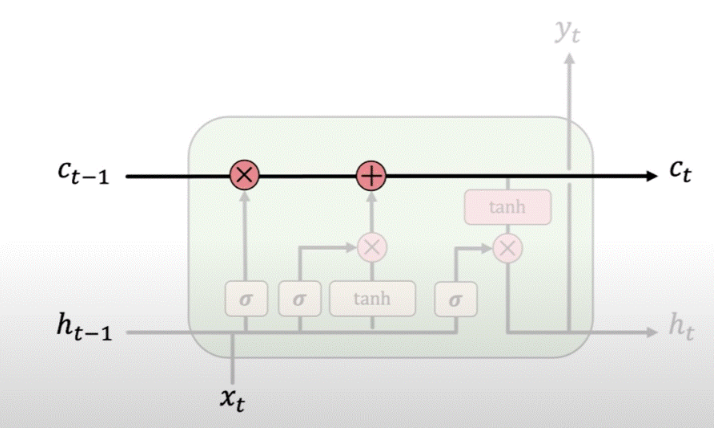 y_t
c_{t-1} × + c_t
tanh
×
×
σ σ tanh σ
h_{t-1} h_t
x_t